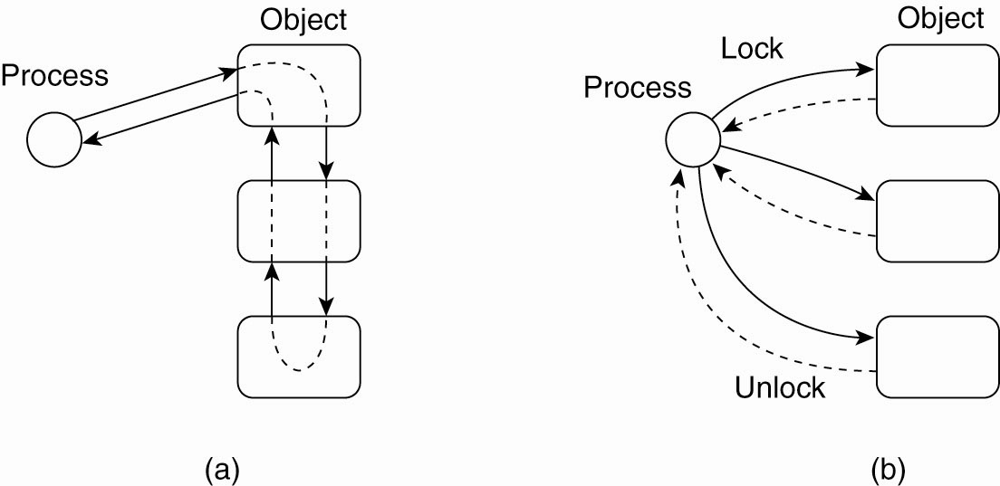 Object
Process
(a)
Object
Lock
Process
Unlock
(b)